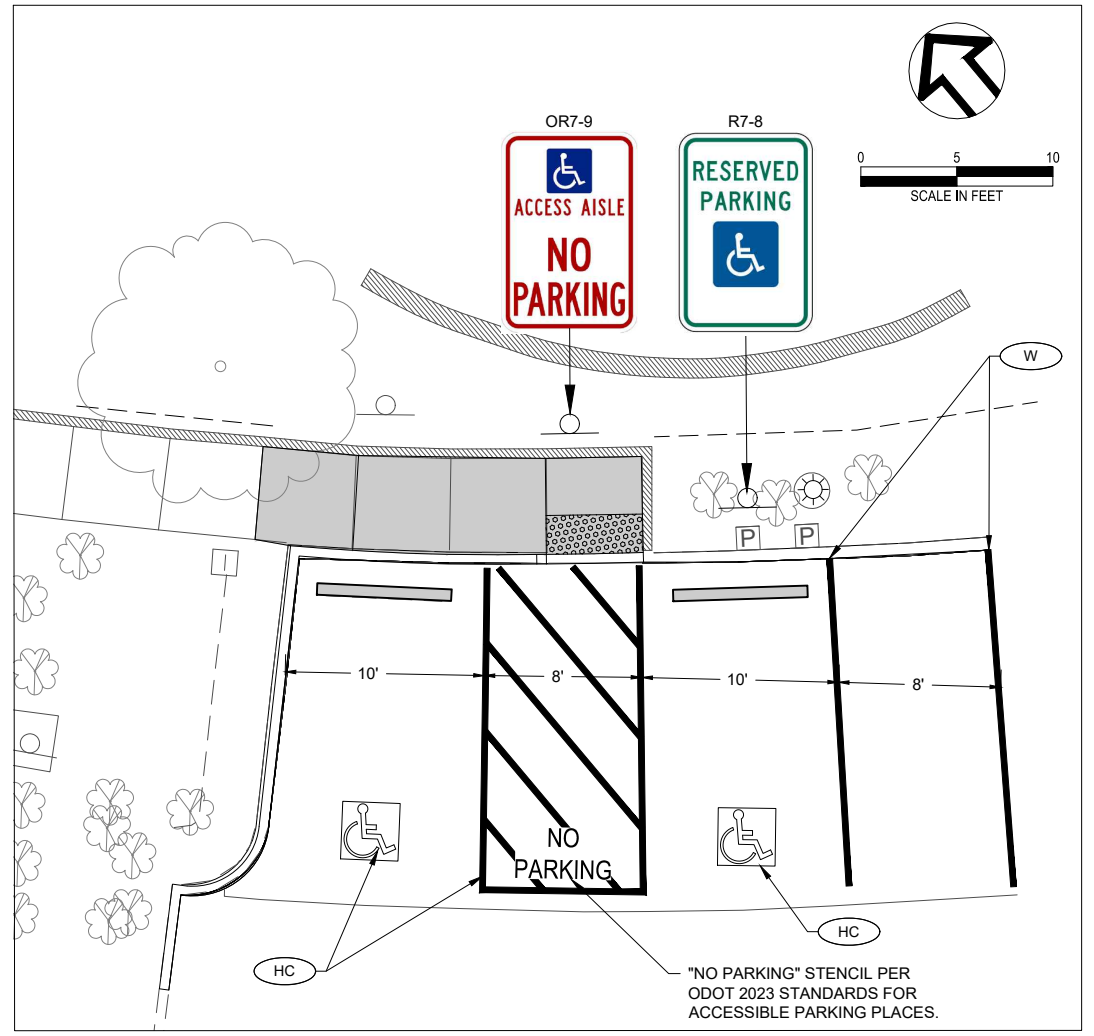 OR7-9
R7-8
ACCESS AISLE
NO
PARKING
RESERVED
PARKING
0 5 10
SCALE IN FEET
W
P P
10' 8' 10' 8'
NO
PARKING
HC
HC
"NO PARKING" STENCIL PER
ODOT 2023 STANDARDS FOR
ACCESSIBLE PARKING PLACES.